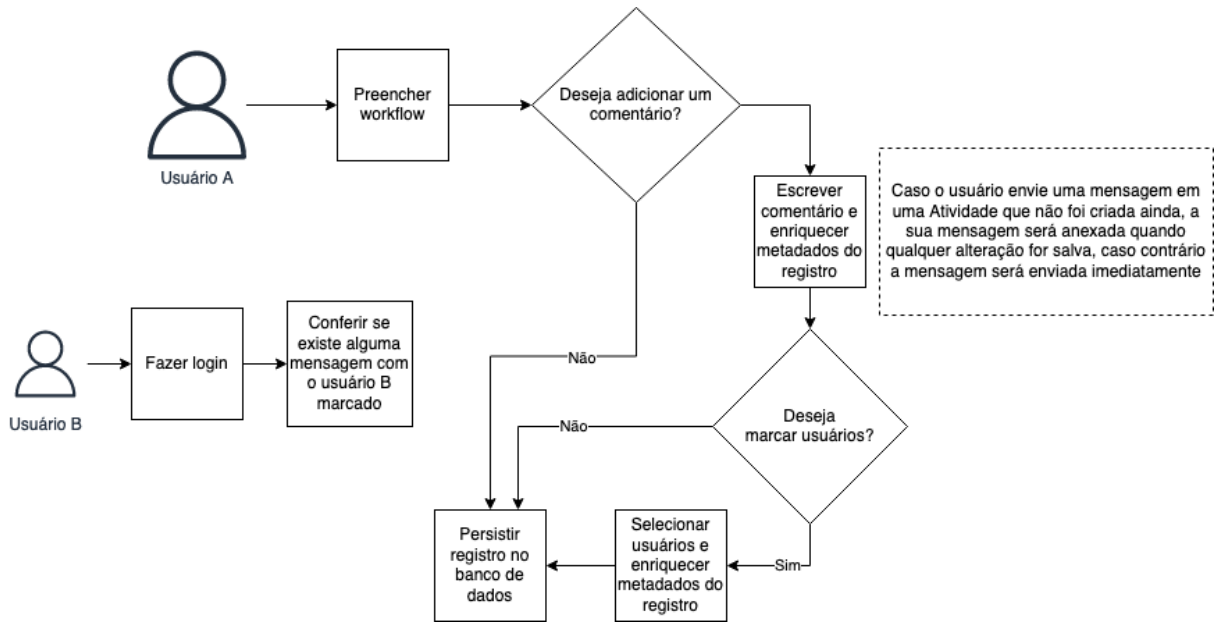 Usuário A
Preencher
workflow
Deseja adicionar um
comentário?
Escrever
comentário e
enriquecer
metadados do
registro
Caso o usuário envie uma mensagem em
uma Atividade que não foi criada ainda, a
sua mensagem será anexada quando
qualquer alteração for salva, caso contrário
a mensagem será enviada imediatamente
Usuário B
Fazer login
Conferir se
existe alguma
mensagem com
o usuário B
marcado
Não
Não
Deseja
marcar usuários?
Persistir
registro no
banco de
dados
Selecionar
usuários e
enriquecer
metadados do
registro
Sim